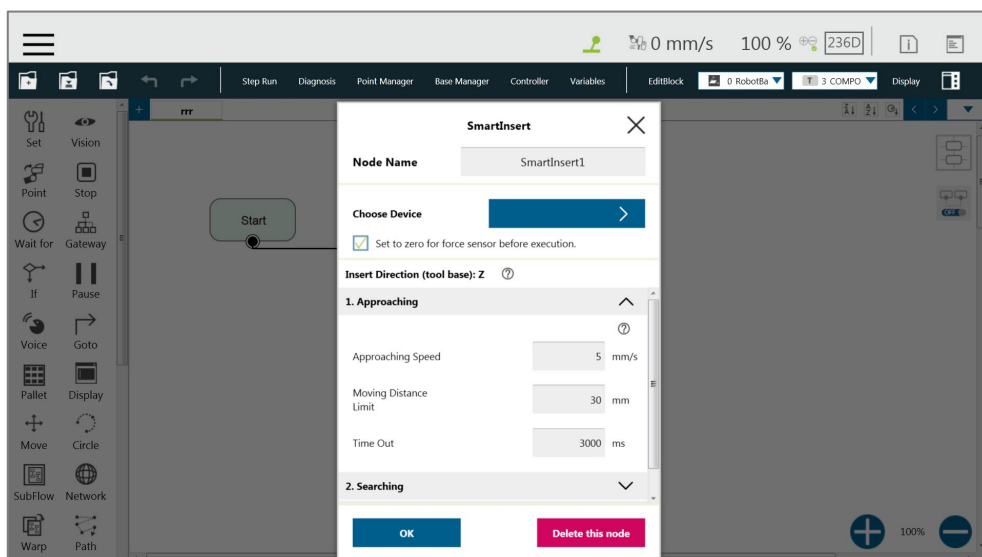 0 mm/s 100 % 236D
Step Run Diagnosis Point Manager Base Manager Controller Variables EditBlock 0 RobotBa T 3 COMPO Display
+ rrr
Set Vision
Point Stop
Wait for Gateway
If Pause
Voice Goto
Pallet Display
Move Circle
SubFlow Network
Warp Path
Start
SmartInsert
Node Name SmartInsert1
Choose Device
Set to zero for force sensor before execution.
Insert Direction (tool base): Z ?
1. Approaching
?
Approaching Speed 5 mm/s
Moving Distance
Limit 30 mm
Time Out 3000 ms
2. Searching
OK Delete this node
OFF
100%